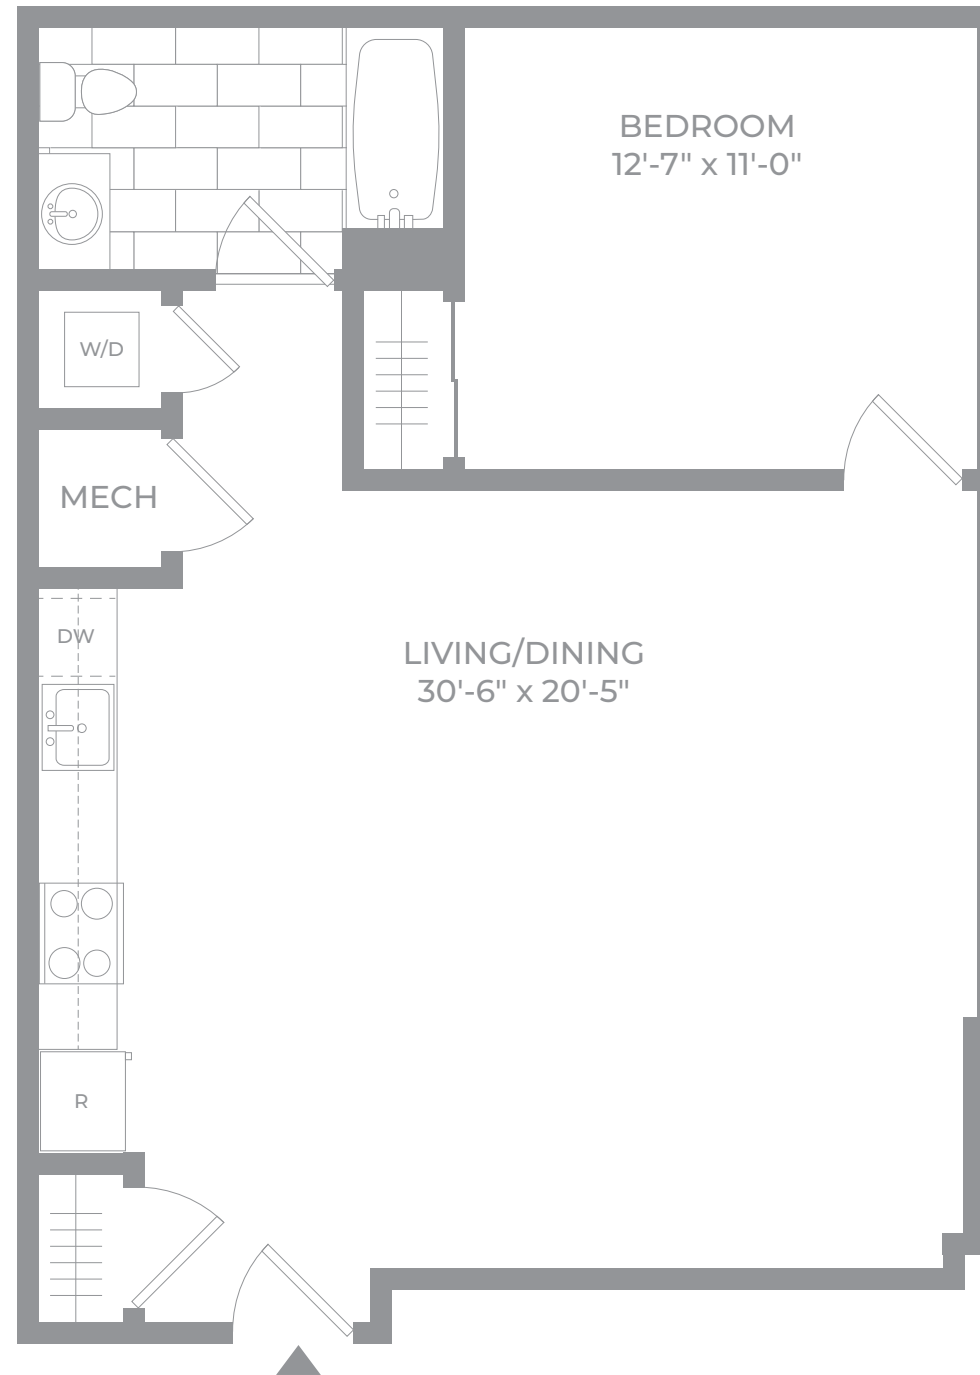 BEDROOM
12'-7" x 11'-0"
W/D
MECH
DW
LIVING/DINING
30'-6" x 20'-5"
R